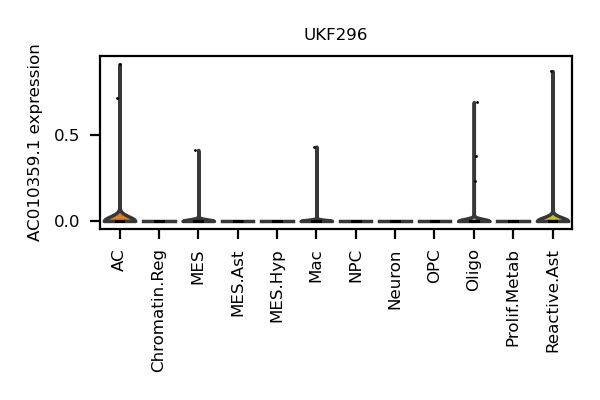 UKF296
AC010359.1 expression
0.5
0.0
AC
Chromatin.Reg
MES
MES.Ast
MES.Hyp
Mac
NPC
Neuron
OPC
Oligo
Prolif.Metab
Reactive.Ast